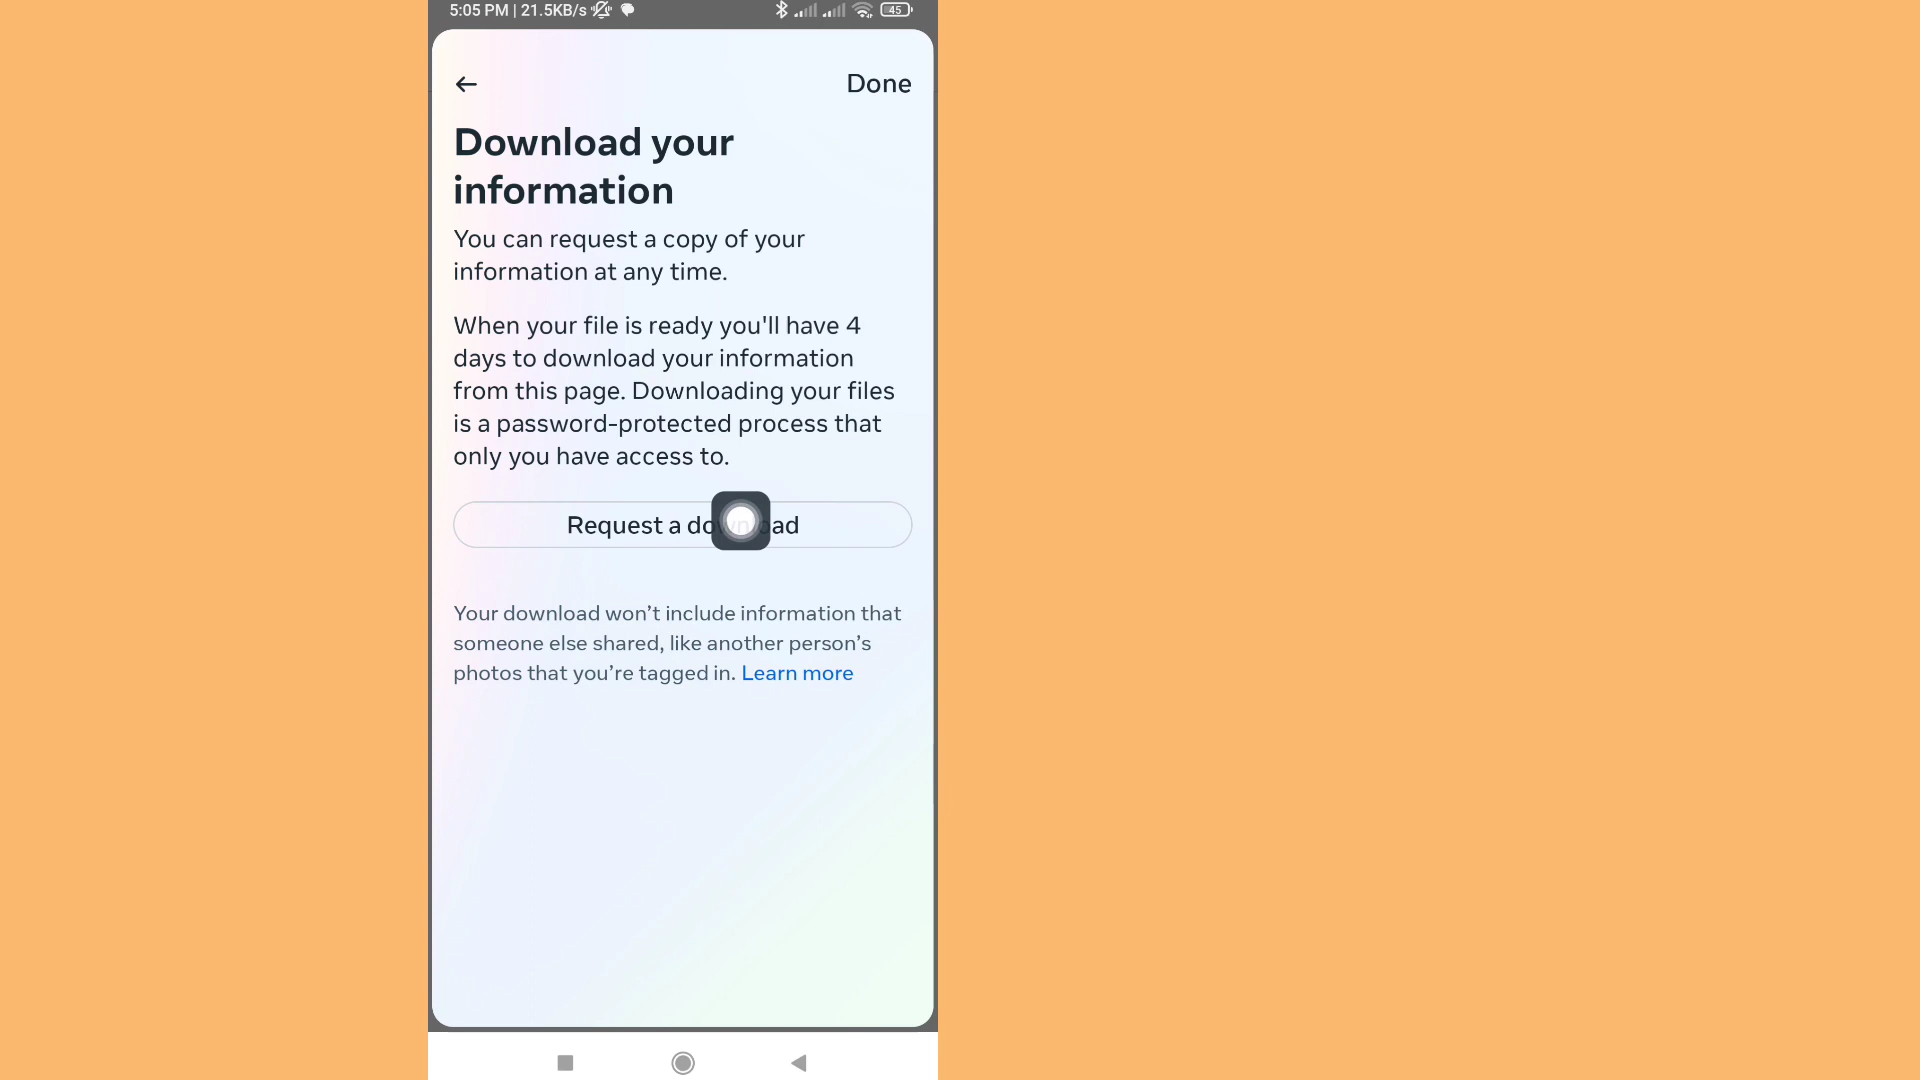 5:05 PM | 21.5KB/s
45
Done
Download your
information
You can request a copy of your
information at any time.
When your file is ready you'll have 4
days to download your information
from this page. Downloading your files
is a password-protected process that
only you have access to.
Request a download
Your download won’t include information that
someone else shared, like another person’s
photos that you’re tagged in. Learn more